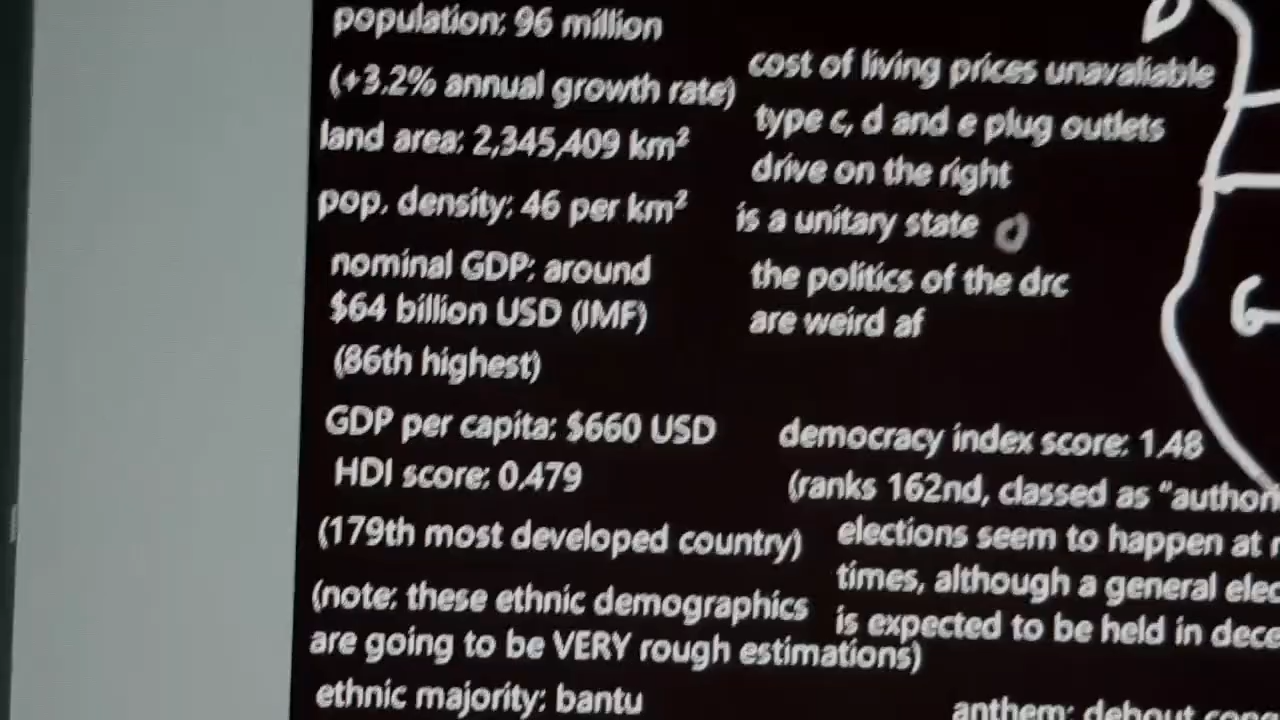 population: 96 million
(+3.2% annual growth rate)
land area: 2,345,409 km²
pop. density: 46 per km²
nominal GDP: around
$64 billion USD (IMF)
(86th highest)
GDP per capita: $660 USD
HDI score: 0.479
(179th most developed country)
(note: these ethnic demographics
are going to be VERY rough estimations)
ethnic majority: bantu
cost of living prices unavaliable
type c, d and e plug outlets
drive on the right
is a unitary state
the politics of the drc
are weird af
democracy index score: 1.48
(ranks 162nd, classed as "author
elections seem to happen at r
times, although a general elec
is expected to be held in dece
anthem: debout cong
G